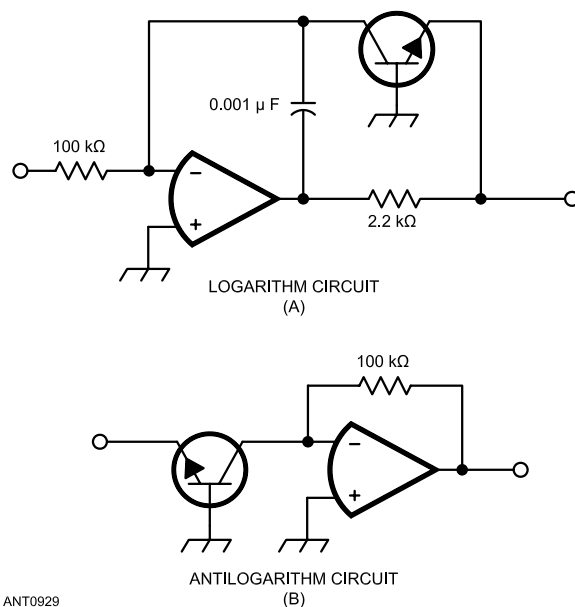 0.001 µ F
100 kΩ
−
+
2.2 kΩ
LOGARITHM CIRCUIT
(A)
100 kΩ
−
+
ANTILOGARITHM CIRCUIT
(B)
ANT0929